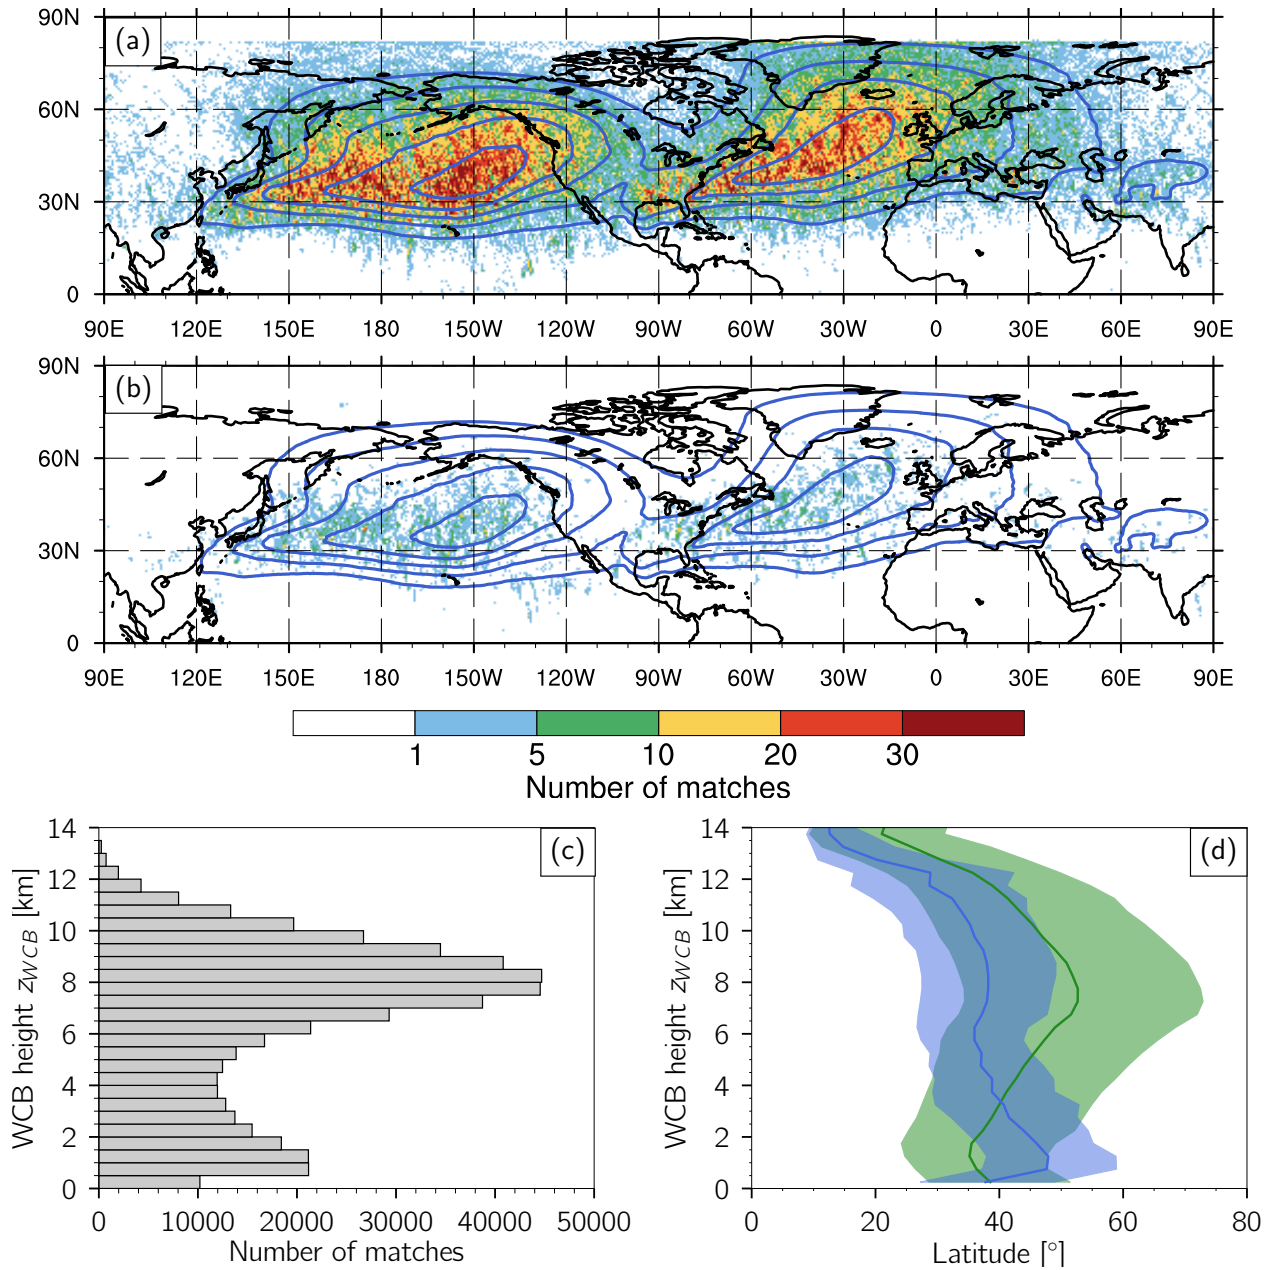 (a)
90N
60N
30N
0
90E 120E 150E 180 150W 120W 90W 60W 30W 0 30E 60E 90E
(b)
90N
60N
30N
0
90E 120E 150E 180 150W 120W 90W 60W 30W 0 30E 60E 90E
1 5 10 20 30
Number of matches
(c)
WCB height zWCB [km]
14
12
10
8
6
4
2
0
0 10000 20000 30000 40000 50000
Number of matches
(d)
WCB height zWCB [km]
14
12
10
8
6
4
2
0
0 20 40 60 80
Latitude [°]